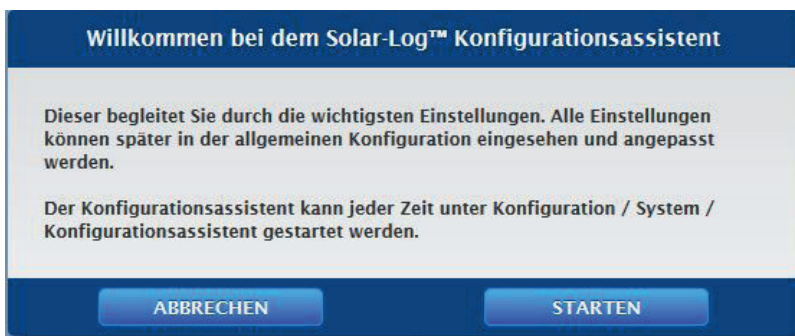 Willkommen bei dem Solar-Log™ Konfigurationsassistent
Dieser begleitet Sie durch die wichtigsten Einstellungen. Alle Einstellungen
können später in der allgemeinen Konfiguration eingesehen und angepasst
werden.
Der Konfigurationsassistent kann jeder Zeit unter Konfiguration / System /
Konfigurationsassistent gestartet werden.
ABBRECHEN
STARTEN